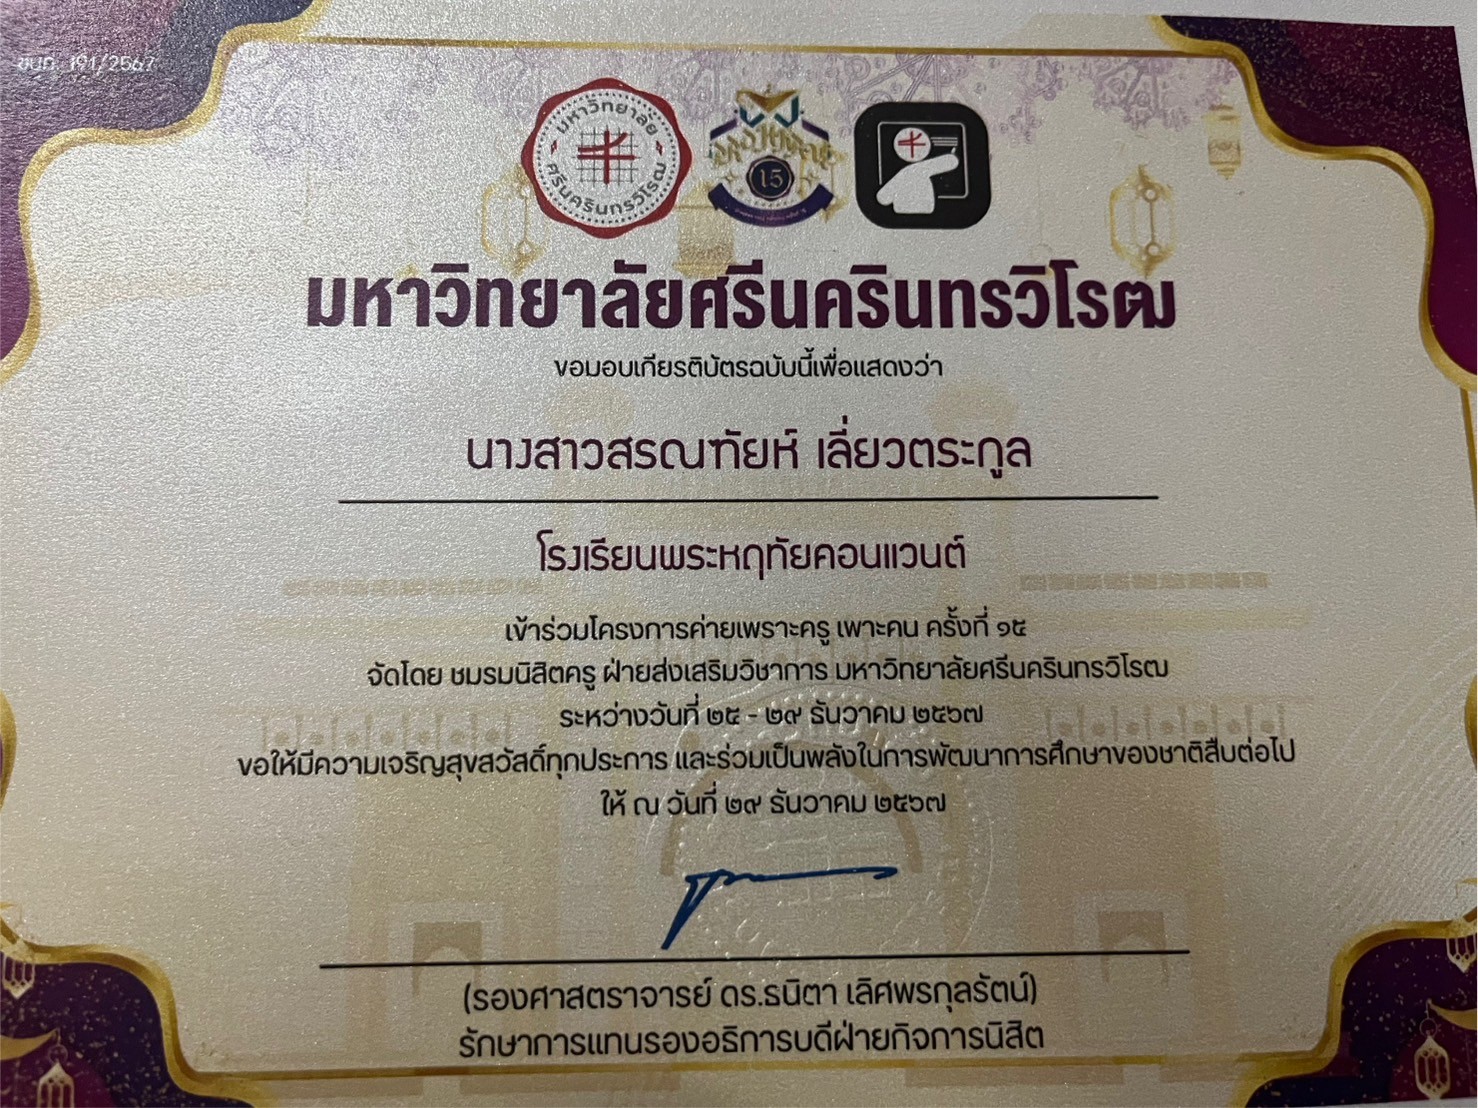 ชนก. 191/2567
มหาวิทยาลัย
ศรีนครินทรวิโรฒ
15
มหาวิทยาลัยศรีนครินทรวิโรฒ
ขอมอบเกียรติบัตรฉบับนี้เพื่อแสดงว่า
นางสาวสรณทัยห์ เลี่ยวตระกูล
โรงเรียนพระหฤทัยคอนแวนต์
เข้าร่วมโครงการค่ายเพราะครู เพาะคน ครั้งที่ ๑๕
จัดโดย ชมรมนิสิตครู ฝ่ายส่งเสริมวิชาการ มหาวิทยาลัยศรีนครินทรวิโรฒ
ระหว่างวันที่ ๒๕ - ๒๙ ธันวาคม ๒๕๖๗
ขอให้มีความเจริญสุขสวัสดิ์ทุกประการ และร่วมเป็นพลังในการพัฒนาการศึกษาของชาติสืบต่อไป
ให้ ณ วันที่ ๒๙ ธันวาคม ๒๕๖๗
(รองศาสตราจารย์ ดร.ธนิตา เลิศพรกุลรัตน์)
รักษาการแทนรองอธิการบดีฝ่ายกิจการนิสิต